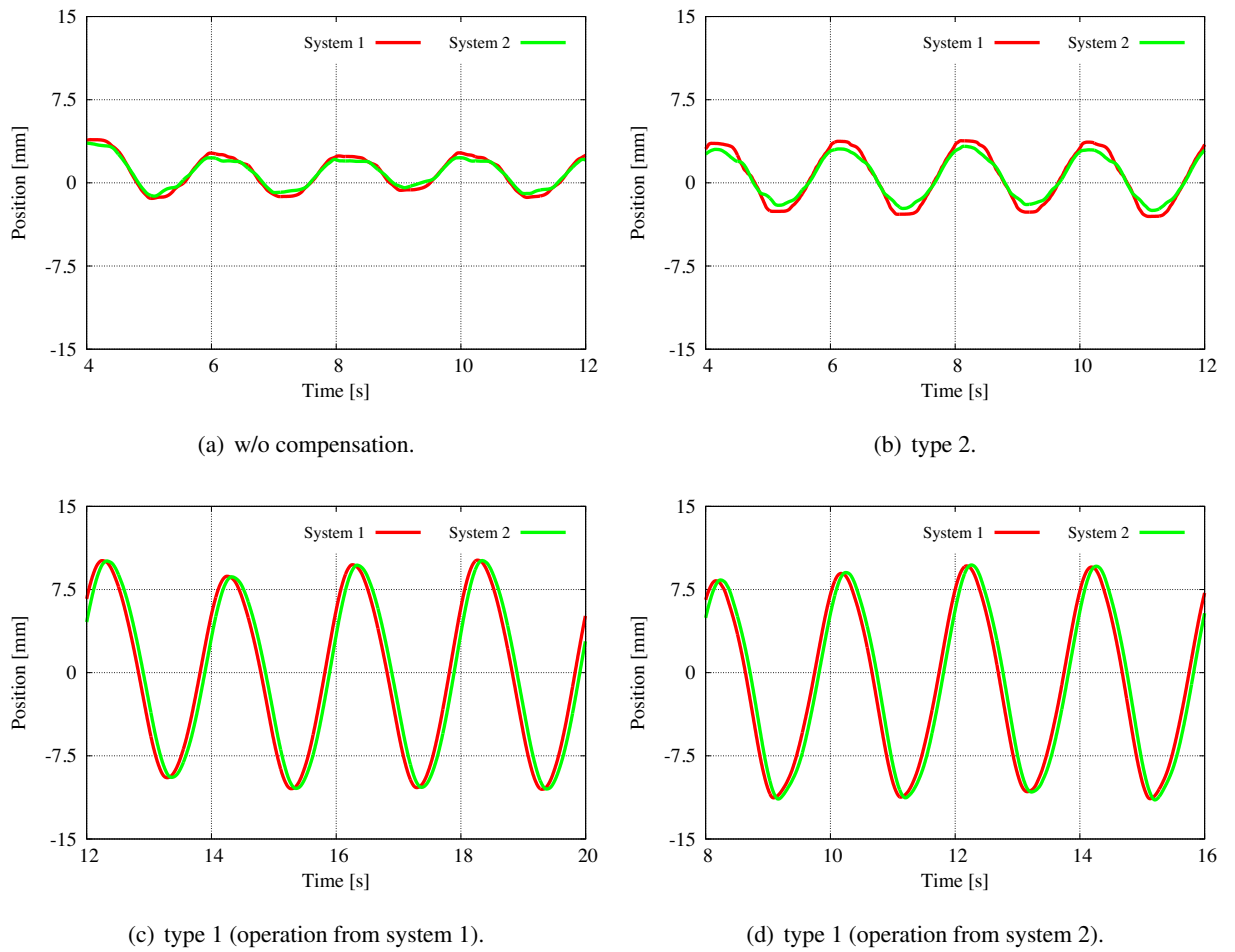 15
7.5
0
-7.5
-15
Position [mm]
System 1 System 2
4 6 8 10 12
Time [s]
(a) w/o compensation.
15
7.5
0
-7.5
-15
Position [mm]
System 1 System 2
4 6 8 10 12
Time [s]
(b) type 2.
15
7.5
0
-7.5
-15
Position [mm]
System 1 System 2
12 14 16 18 20
Time [s]
(c) type 1 (operation from system 1).
15
7.5
0
-7.5
-15
Position [mm]
System 1 System 2
8 10 12 14 16
Time [s]
(d) type 1 (operation from system 2).